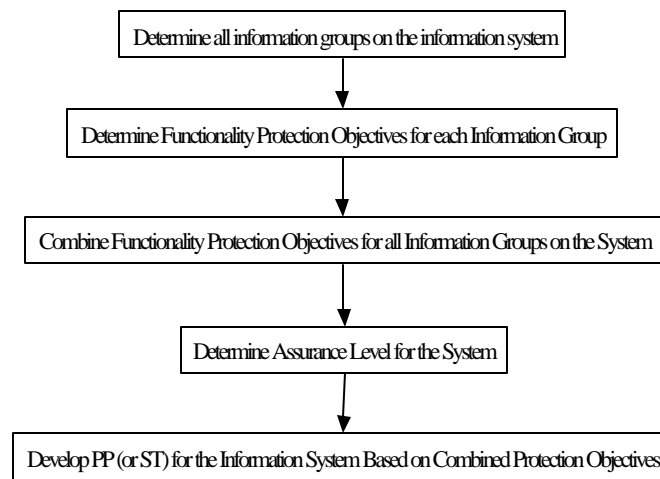 Determine all information groups on the information system
Determine Functionality Protection Objectives for each Information Group
Combine Functionality Protection Objectives for all Information Groups on the System
Determine Assurance Level for the System
Develop PP (or ST) for the Information System Based on Combined Protection Objectives